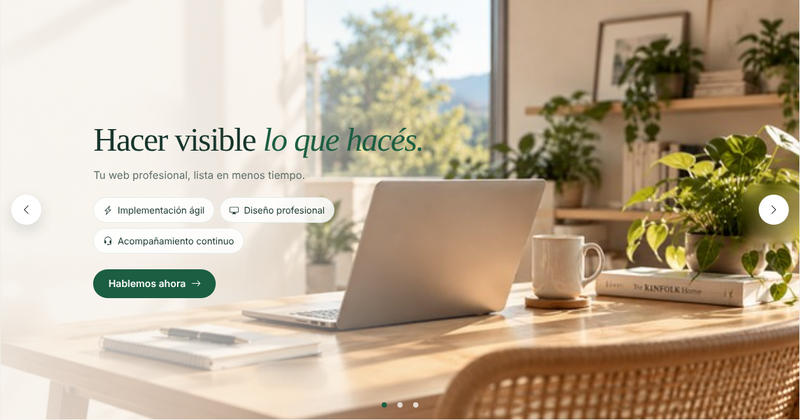 Hacer visible lo que hacés.
Tu web profesional, lista en menos tiempo.
Implementación ágil
Diseño profesional
Acompañamiento continuo
Hablemos ahora →
The KINFOLK Home